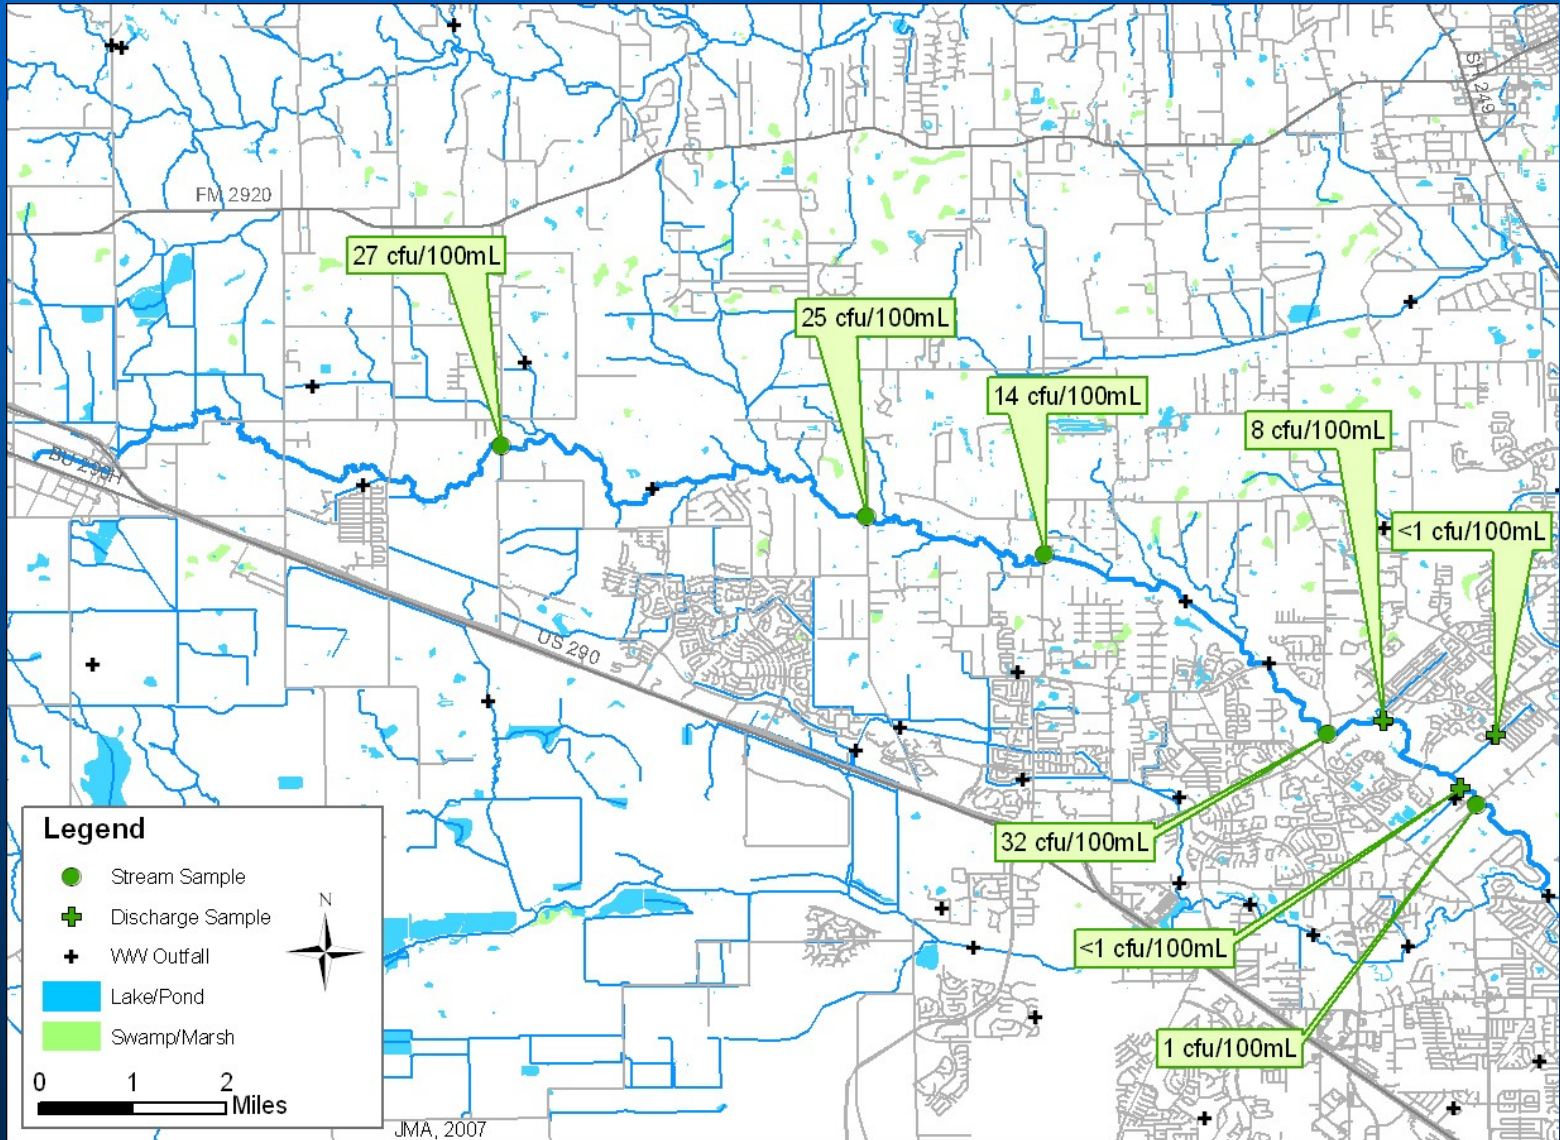 SH 249
FM 2920
27 cfu/100mL
25 cfu/100mL
14 cfu/100mL
8 cfu/100mL
<1 cfu/100mL
BU 290H
US 290
32 cfu/100mL
<1 cfu/100mL
1 cfu/100mL
Legend
Stream Sample
Discharge Sample
WW Outfall
Lake/Pond
Swamp/Marsh
N
0 1 2
Miles
JMA, 2007